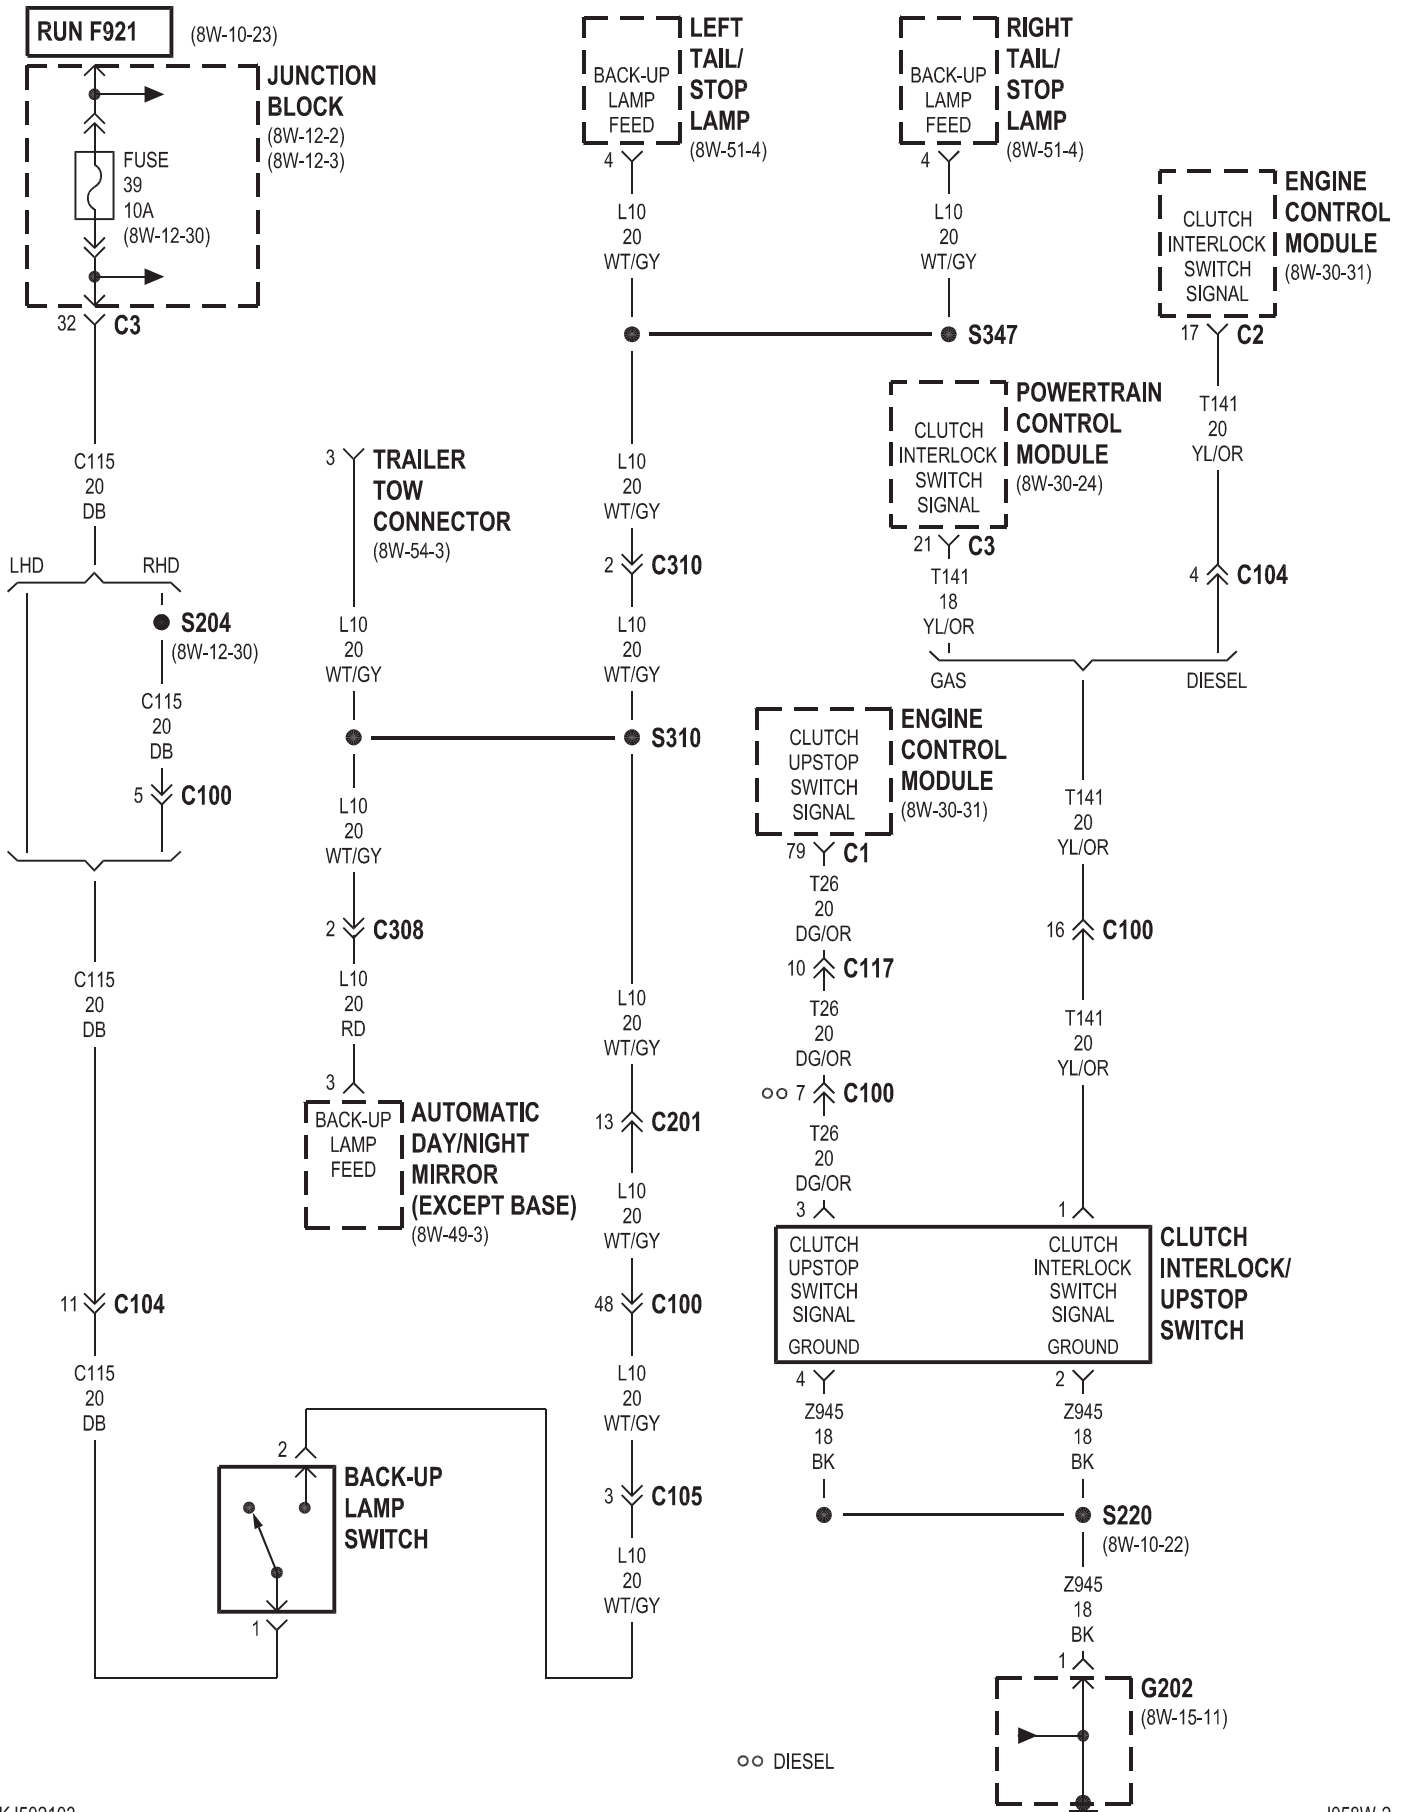 RUN F921
(8W-10-23)
JUNCTION
BLOCK
(8W-12-2)
(8W-12-3)
FUSE
39
10A
(8W-12-30)
32
C3
C115
20
DB
LHD
RHD
S204
(8W-12-30)
C115
20
DB
5
C100
C115
20
DB
11
C104
C115
20
DB
2
BACK-UP
LAMP
SWITCH
1
3
TRAILER
TOW
CONNECTOR
(8W-54-3)
L10
20
WT/GY
L10
20
WT/GY
2
C308
L10
20
RD
3
BACK-UP
LAMP
FEED
AUTOMATIC
DAY/NIGHT
MIRROR
(EXCEPT BASE)
(8W-49-3)
BACK-UP
LAMP
FEED
LEFT
TAIL/
STOP
LAMP
(8W-51-4)
4
L10
20
WT/GY
BACK-UP
LAMP
FEED
RIGHT
TAIL/
STOP
LAMP
(8W-51-4)
4
L10
20
WT/GY
S347
L10
20
WT/GY
2
C310
L10
20
WT/GY
S310
L10
20
WT/GY
13
C201
L10
20
WT/GY
48
C100
L10
20
WT/GY
3
C105
L10
20
WT/GY
CLUTCH
INTERLOCK
SWITCH
SIGNAL
ENGINE
CONTROL
MODULE
(8W-30-31)
17
C2
T141
20
YL/OR
4
C104
CLUTCH
INTERLOCK
SWITCH
SIGNAL
POWERTRAIN
CONTROL
MODULE
(8W-30-24)
21
C3
T141
18
YL/OR
GAS
DIESEL
CLUTCH
UPSTOP
SWITCH
SIGNAL
ENGINE
CONTROL
MODULE
(8W-30-31)
79
C1
T26
20
DG/OR
10
C117
T26
20
DG/OR
7
C100
T26
20
DG/OR
3
T141
20
YL/OR
16
C100
T141
20
YL/OR
1
CLUTCH
UPSTOP
SWITCH
SIGNAL
GROUND
CLUTCH
INTERLOCK
SWITCH
SIGNAL
GROUND
CLUTCH
INTERLOCK/
UPSTOP
SWITCH
4
Z945
18
BK
2
Z945
18
BK
S220
(8W-10-22)
Z945
18
BK
1
G202
(8W-15-11)
DIESEL